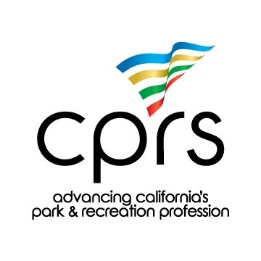 cprs
advancing california's
park & recreation profession